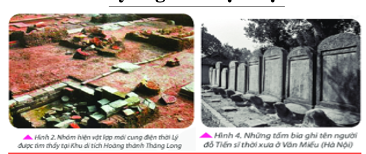 Hình 2. Nhóm hiện vật lợp mái cung điện thời Lý
được tìm thấy tại Khu di tích Hoàng thành Thăng Long
Hình 4. Những tấm bia ghi tên người
đỗ Tiến sĩ thời xưa ở Văn Miếu (Hà Nội)